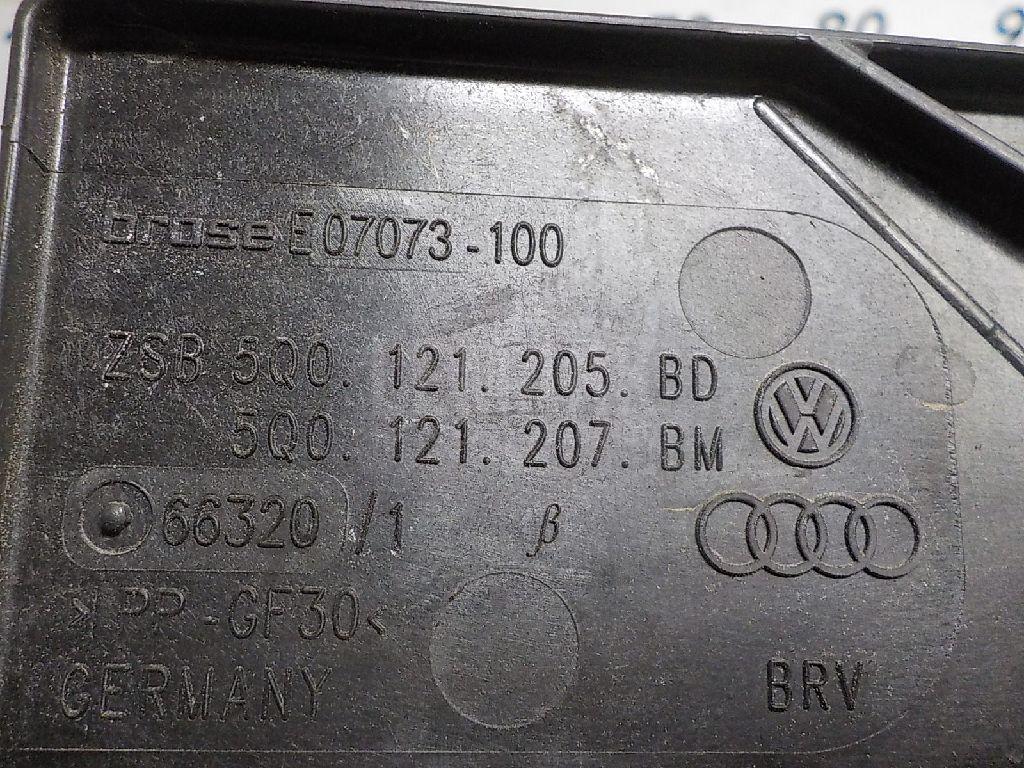 brose E07073-100
ZSB 5Q0. 121. 205. BD
5Q0. 121. 207. BM
66320 /1 β
>PP-GF30<
GERMANY
BRV